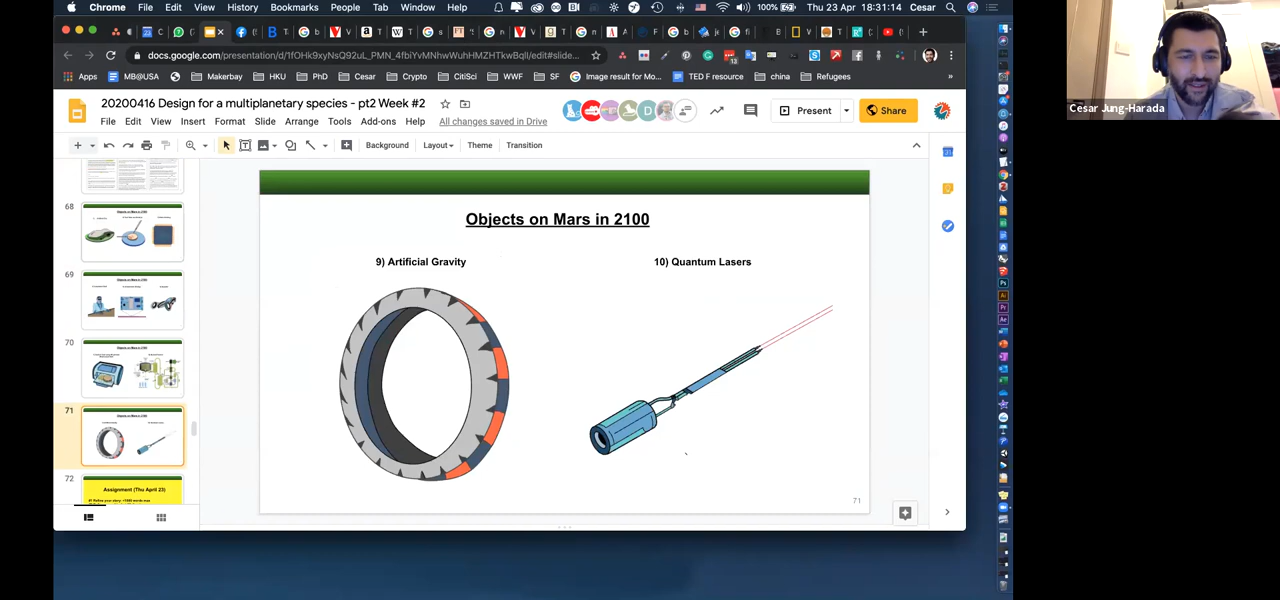 Chrome File Edit View History Bookmarks People Tab Window Help 100% Thu 23 Apr 18:31:14 Cesar
docs.google.com/presentation/d/1fIHk9xyNsQ92uL_PMN_4fbiYvMNhwWuhHMZHTkwBqlI/edit#slide...
Apps MB@USA Makerbay HKU PhD Cesar Crypto CitSci WWF SF Image result for Mo... TED F resource china Refugees »
20200416 Design for a multiplanetary species - pt2 Week #2
Present
Share
File Edit View Insert Format Slide Arrange Tools Add-ons Help All changes saved in Drive
Background Layout Theme Transition
68
69
70
71
72
Assignment (Thu April 23)
Objects on Mars in 2100
9) Artificial Gravity
10) Quantum Lasers
71
Cesar Jung-Harada